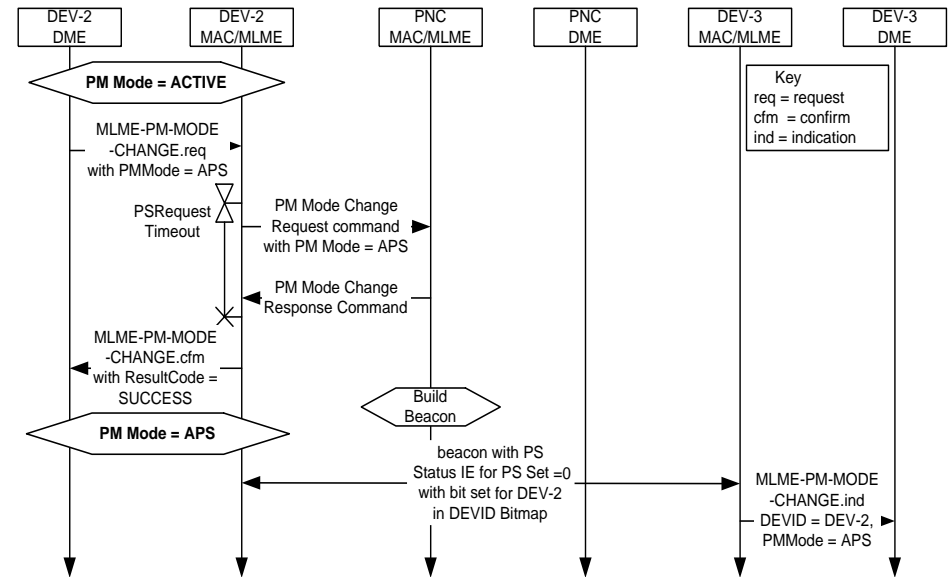 DEV-2
DME
DEV-2
MAC/MLME
PNC
MAC/MLME
PNC
DME
DEV-3
MAC/MLME
DEV-3
DME
PM Mode = ACTIVE
Key
req = request
cfm = confirm
ind = indication
MLME-PM-MODE
-CHANGE.req
with PMMode = APS
PSRequest
Timeout
PM Mode Change
Request command
with PM Mode = APS
PM Mode Change
Response Command
MLME-PM-MODE
-CHANGE.cfm
with ResultCode =
SUCCESS
Build
Beacon
PM Mode = APS
beacon with PS
Status IE for PS Set =0
with bit set for DEV-2
in DEVID Bitmap
MLME-PM-MODE
-CHANGE.ind
DEVID = DEV-2,
PMMode = APS